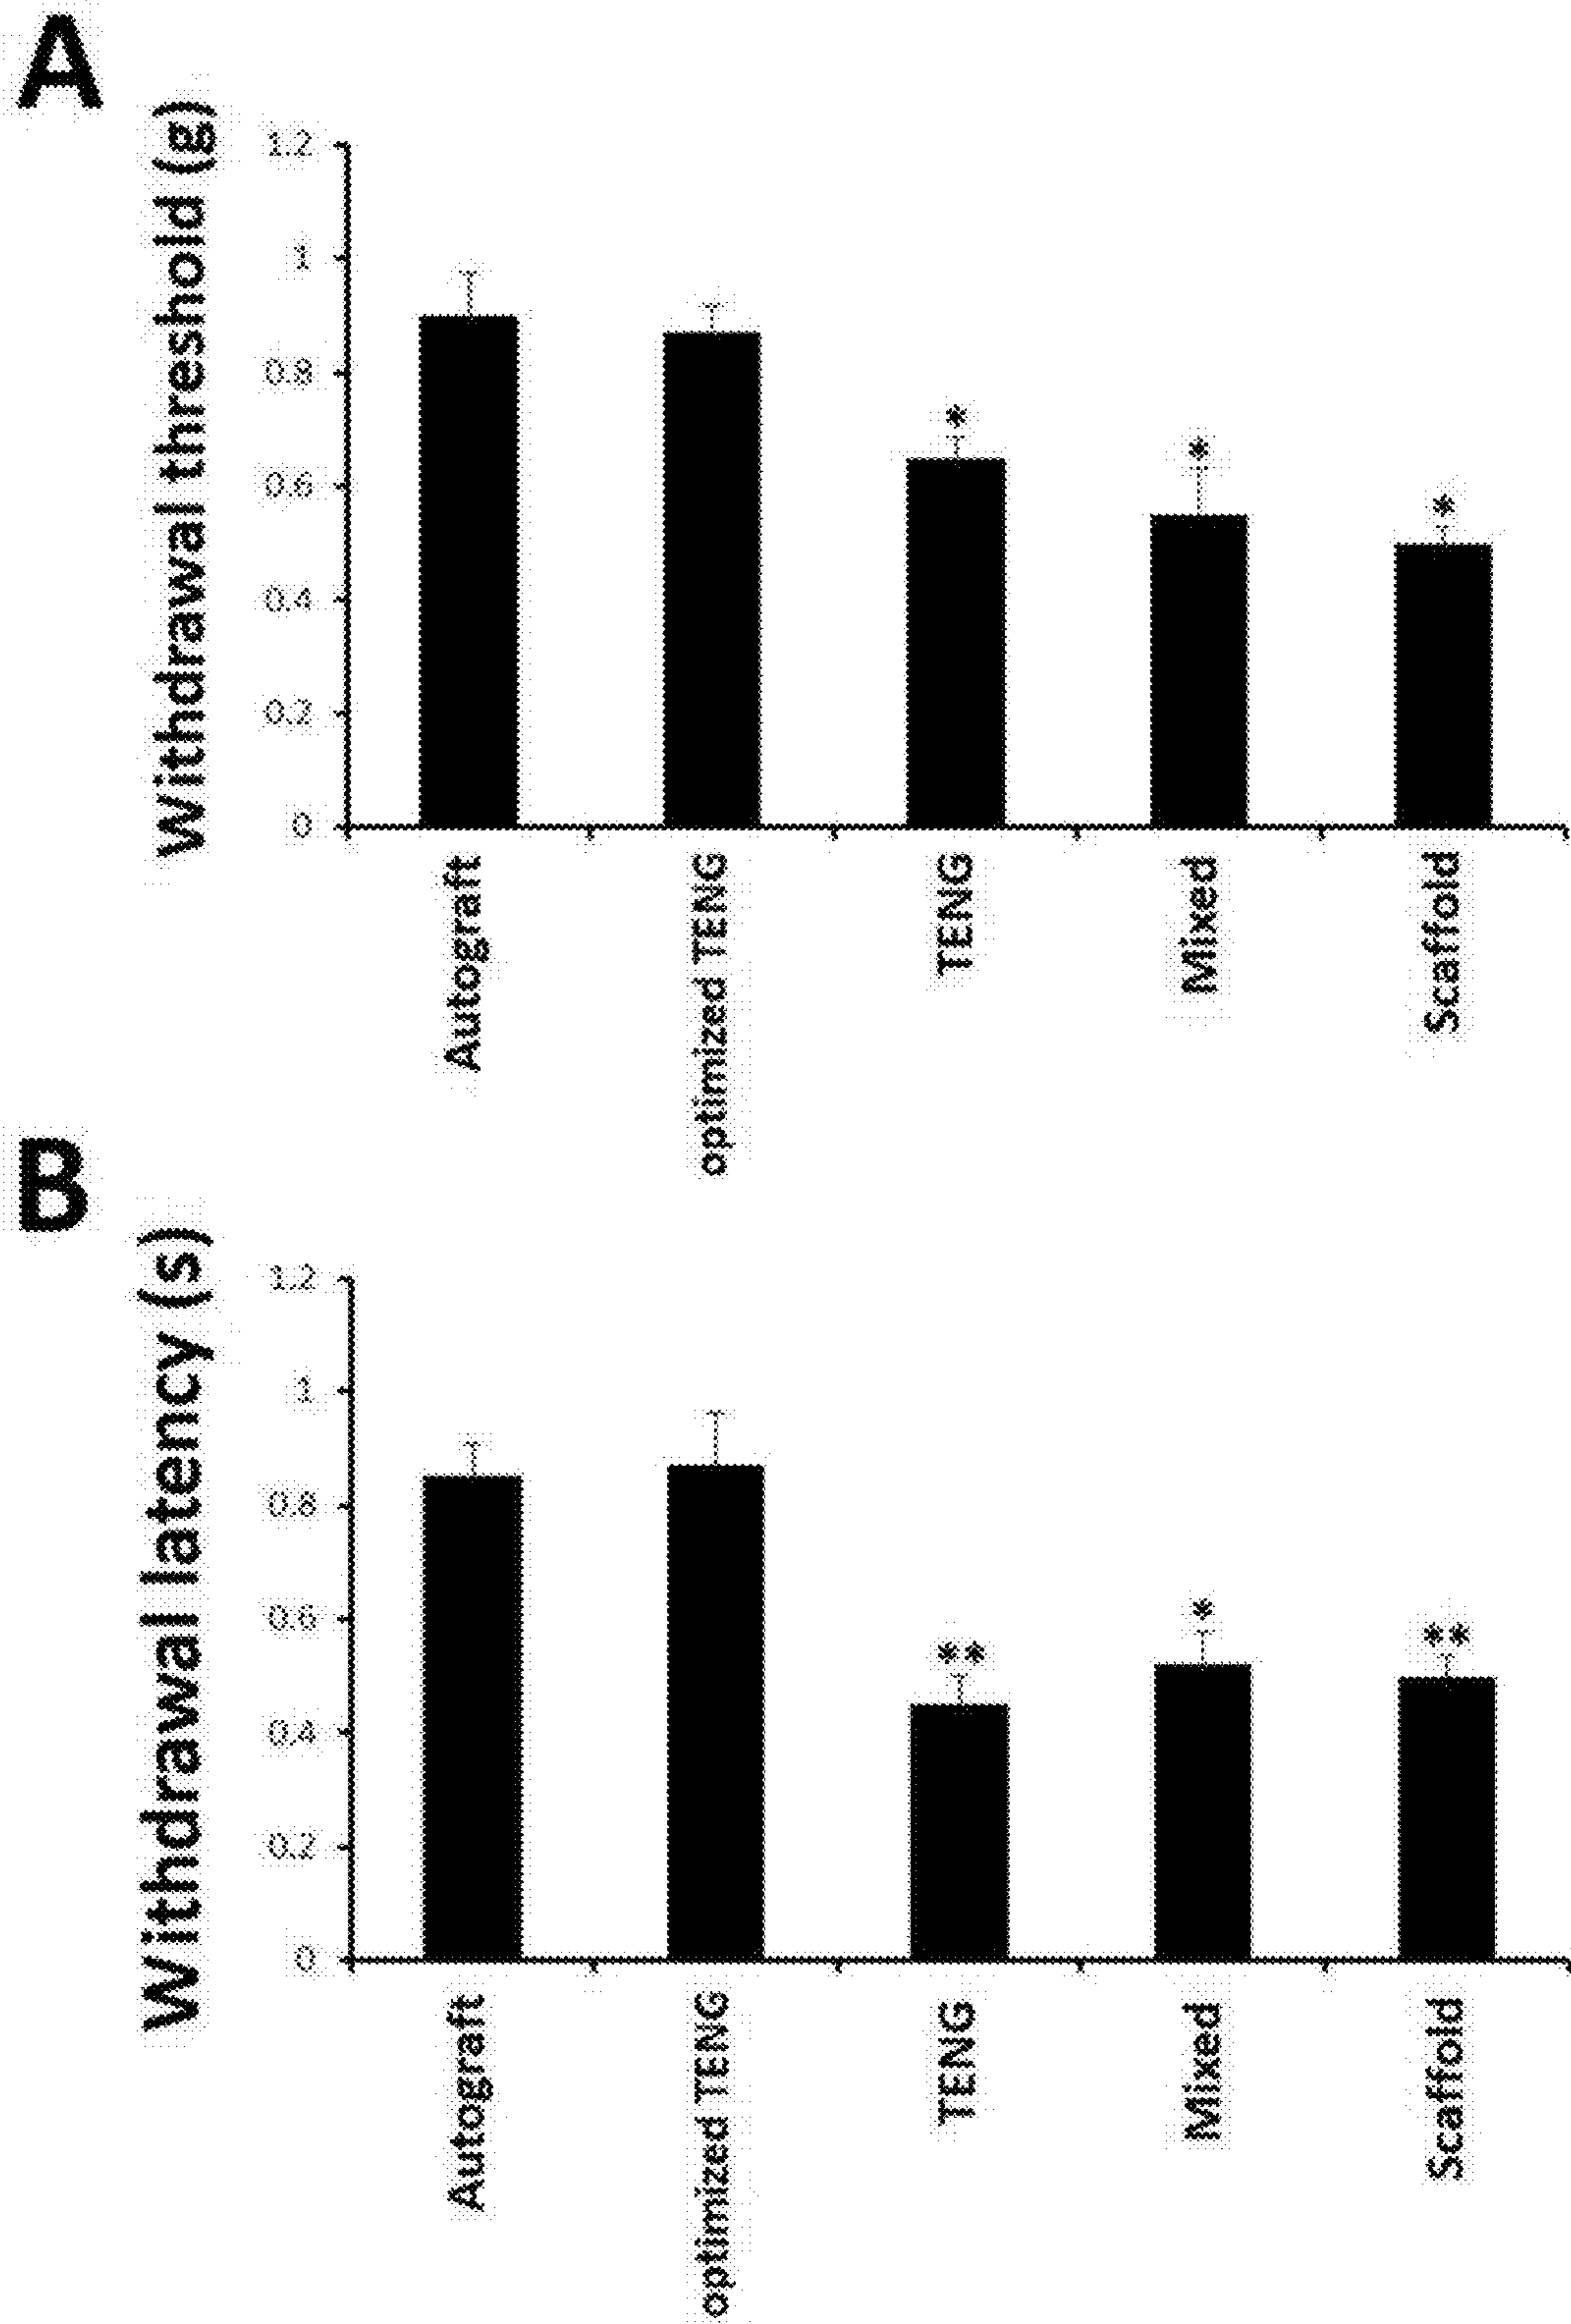 A
Withdrawal threshold (g)
1.2
1
0.8
0.6
0.4
0.2
0
*
*
*
Autograft
optimized TENG
TENG
Mixed
Scaffold
B
Withdrawal latency (s)
1.2
1
0.8
0.6
0.4
0.2
0
**
*
**
Autograft
optimized TENG
TENG
Mixed
Scaffold